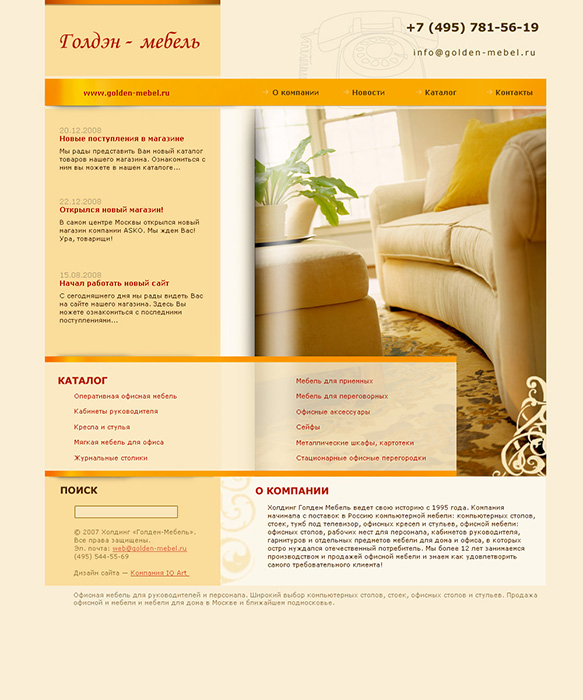 Голдэн - мебель
+7 (495) 781-56-19
info@golden-mebel.ru
www.golden-mebel.ru
О компании
Новости
Каталог
Контакты
20.12.2008
Новые поступления в магазине
Мы рады представить Вам новый каталог
товаров нашего магазина. Ознакомиться с
ним вы можете в нашем каталоге...
22.12.2008
Открылся новый магазин!
В самом центре Москвы открылся новый
магазин компании ASKO. Мы ждем Вас!
Ура, товарищи!
15.08.2008
Начал работать новый сайт
С сегодняшнего дня мы рады видеть Вас
на сайте нашего магазина. Здесь Вы
можете ознакомиться с последними
поступлениями...
КАТАЛОГ
Оперативная офисная мебель
Кабинеты руководителя
Кресла и стулья
Мягкая мебель для офиса
Журнальные столики
Мебель для приемных
Мебель для переговорных
Офисные аксессуары
Сейфы
Металлические шкафы, картотеки
Стационарные офисные перегородки
ПОИСК
© 2007 Холдинг «Голден-Мебель».
Все права защищены.
Эл. почта: web@golden-mebel.ru
(495) 544-55-69
Дизайн сайта — Компания IQ Art
О КОМПАНИИ
Холдинг Голден Мебель ведет свою историю с 1995 года. Компания
начинала с поставок в Россию компьютерной мебели: компьютерных столов,
стоек, тумб под телевизор, офисных кресел и стульев, офисной мебели:
офисных столов, рабочих мест для персонала, кабинетов руководителя,
гарнитуров и отдельных предметов мебели для дома и офиса, в которых
остро нуждался отечественный потребитель. Мы более 12 лет занимаемся
производством и продажей офисной мебели и знаем как удовлетворить
самого требовательного клиента!
Офисная мебель для руководителей и персонала. Широкий выбор компьютерных столов, стоек, офисных столов и стульев. Продажа
офисной и мебели и мебели для дома в Москве и ближайшем подмосковье.